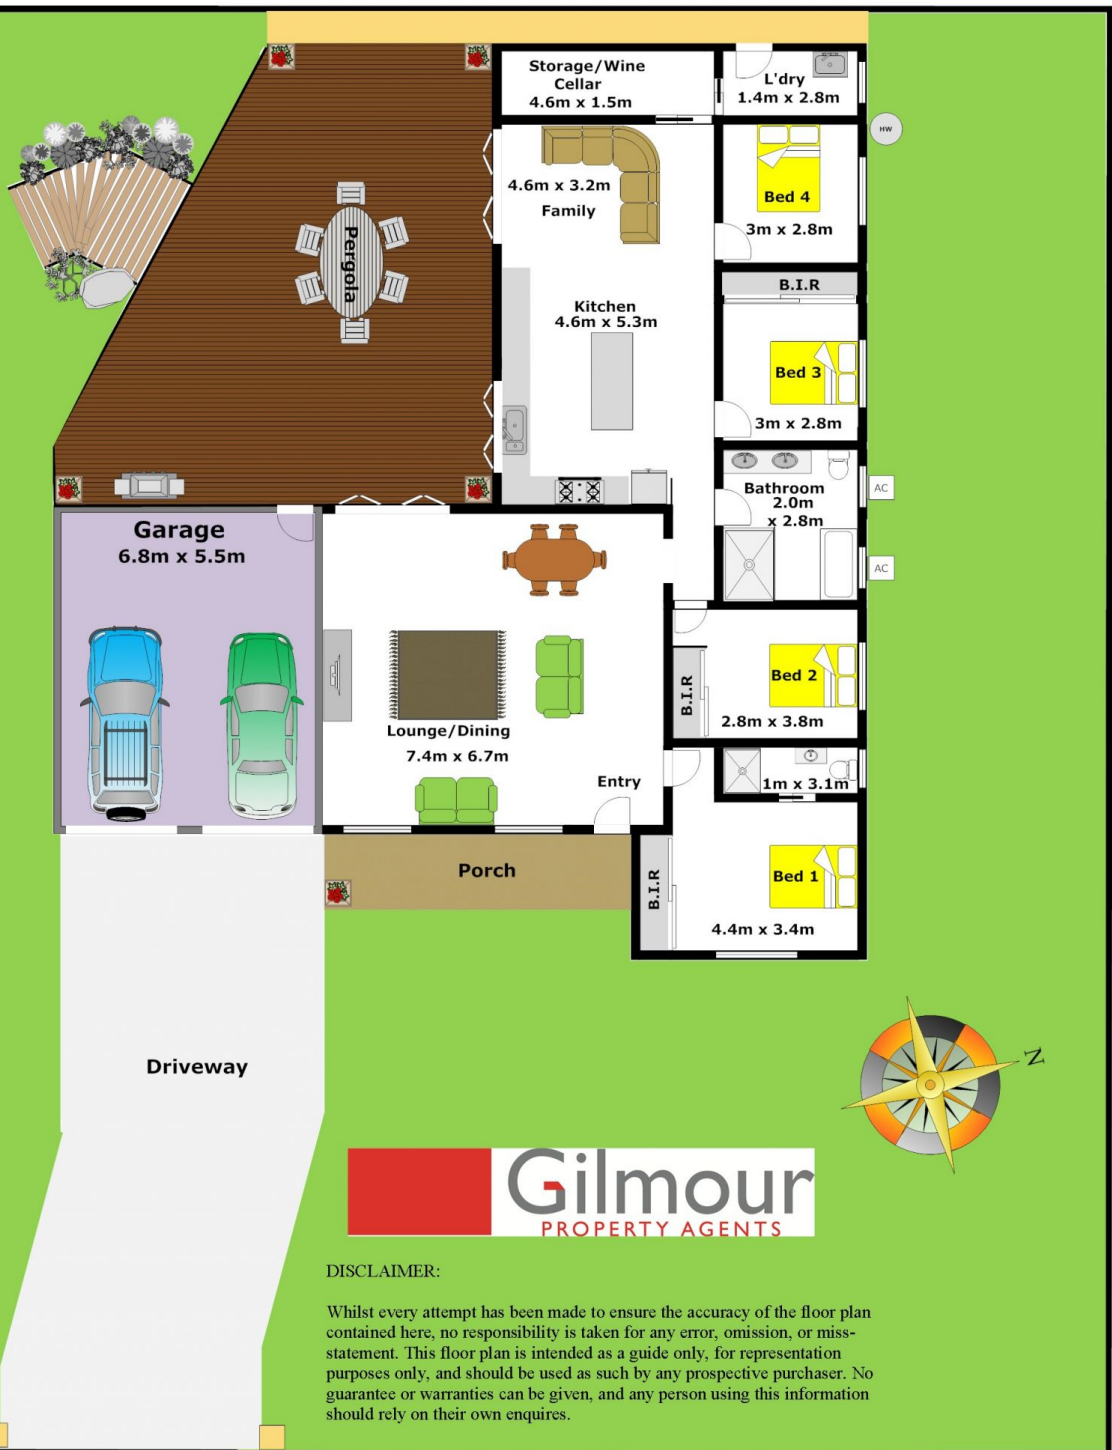 Storage/Wine
Cellar
4.6m x 1.5m
L'dry
1.4m x 2.8m
HW
4.6m x 3.2m
Family
Bed 4
3m x 2.8m
Pergola
B.I.R
Kitchen
4.6m x 5.3m
Bed 3
3m x 2.8m
Bathroom
2.0m
x 2.8m
AC
AC
Garage
6.8m x 5.5m
Bed 2
B.I.R
2.8m x 3.8m
Lounge/Dining
7.4m x 6.7m
Entry
1m x 3.1m
Porch
B.I.R
Bed 1
4.4m x 3.4m
Driveway
N
Gilmour
PROPERTY AGENTS
DISCLAIMER:
Whilst every attempt has been made to ensure the accuracy of the floor plan
contained here, no responsibility is taken for any error, omission, or miss-
statement. This floor plan is intended as a guide only, for representation
purposes only, and should be used as such by any prospective purchaser. No
guarantee or warranties can be given, and any person using this information
should rely on their own enquires.